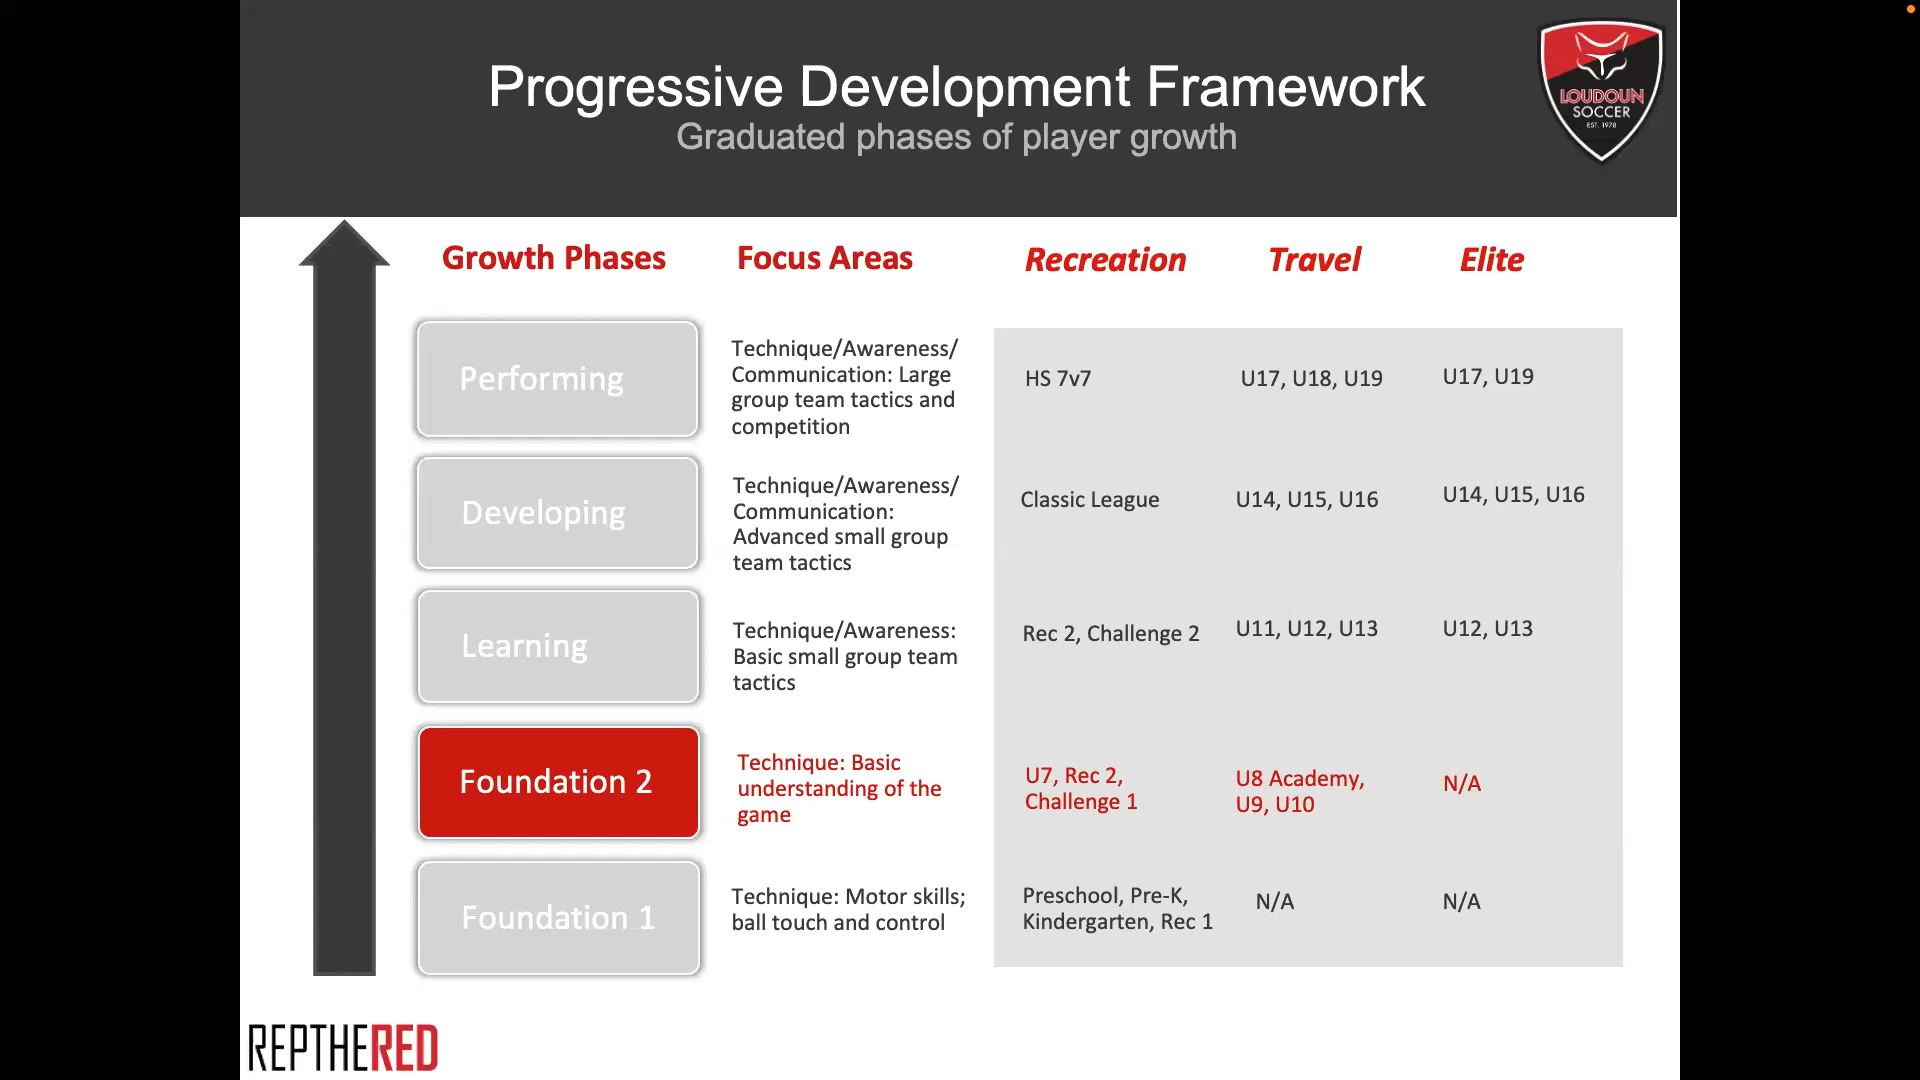 Progressive Development Framework
Graduated phases of player growth
LOUDOUN
SOCCER
EST. 1978
Growth Phases
Focus Areas
Recreation
Travel
Elite
Performing
Technique/Awareness/
Communication: Large
group team tactics and
competition
HS 7v7
U17, U18, U19
U17, U19
Developing
Technique/Awareness/
Communication:
Advanced small group
team tactics
Classic League
U14, U15, U16
U14, U15, U16
Learning
Technique/Awareness:
Basic small group team
tactics
Rec 2, Challenge 2
U11, U12, U13
U12, U13
Foundation 2
Technique: Basic
understanding of the
game
U7, Rec 2,
Challenge 1
U8 Academy,
U9, U10
N/A
Foundation 1
Technique: Motor skills;
ball touch and control
Preschool, Pre-K,
Kindergarten, Rec 1
N/A
N/A
REPTHERED